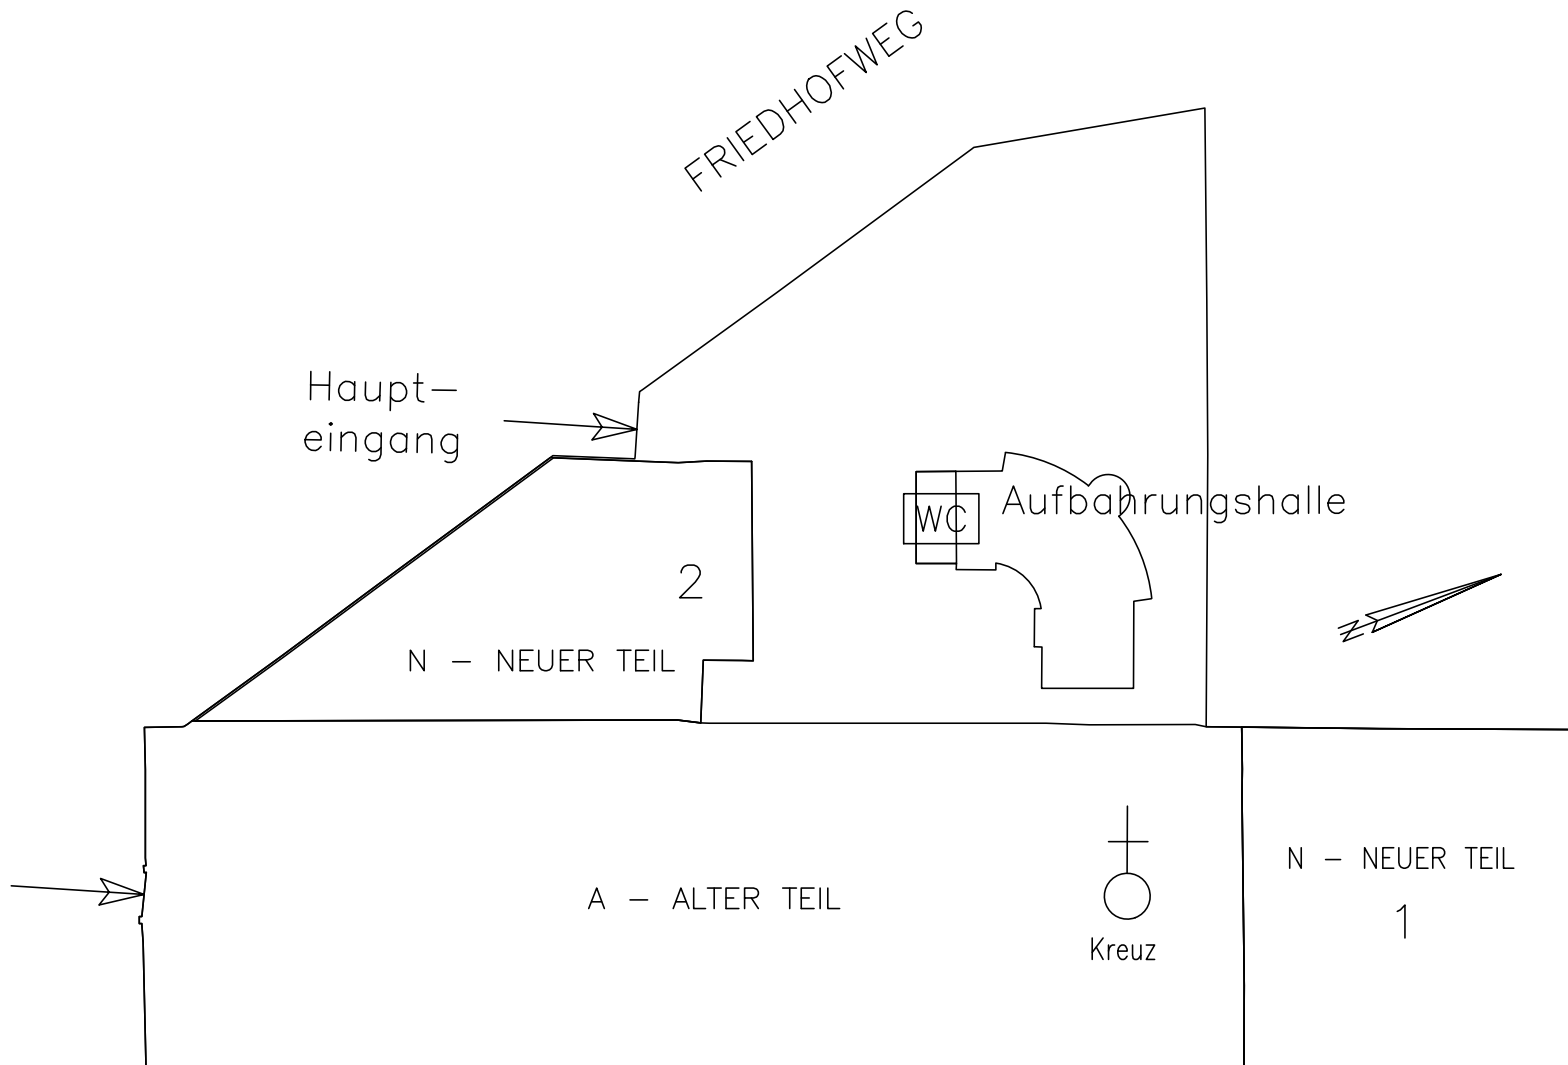 FRIEDHOFWEG
Haupt-
eingang
WC
Aufbahrungshalle
2
N - NEUER TEIL
N
A - ALTER TEIL
Kreuz
N - NEUER TEIL
1